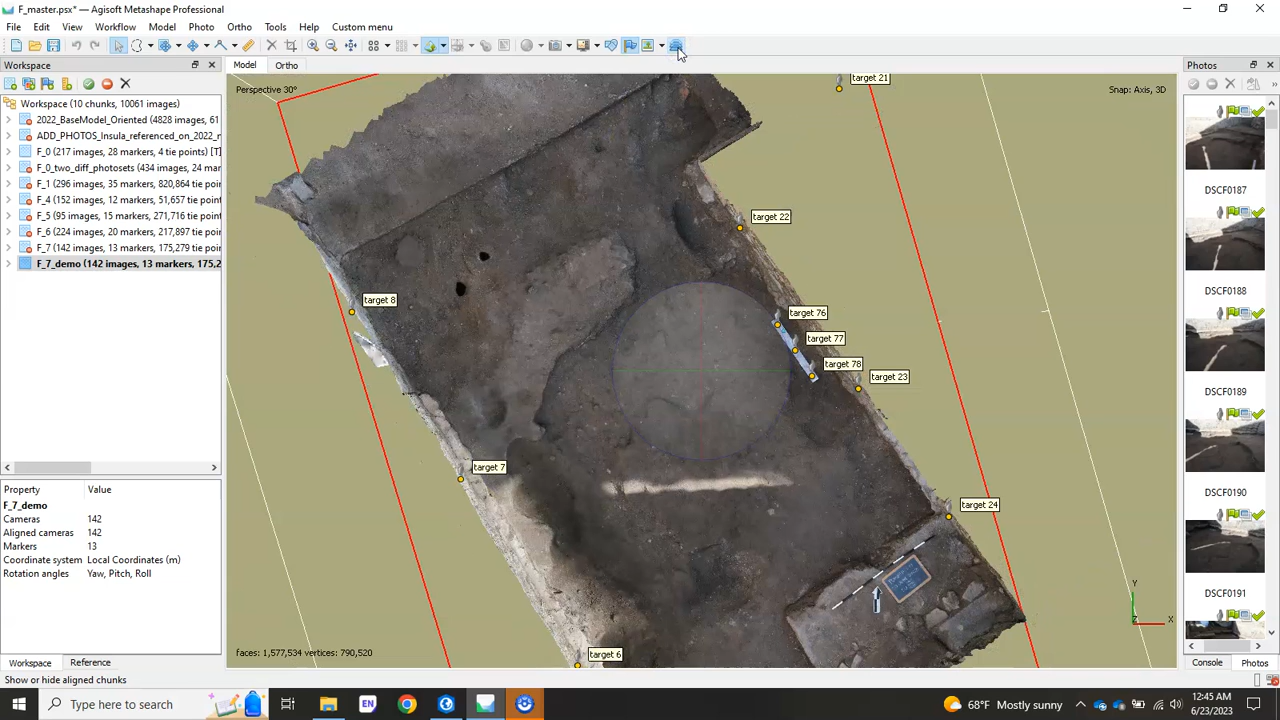 F_master.psx* — Agisoft Metashape Professional
File Edit View Workflow Model Photo Ortho Tools Help Custom menu
Workspace
Model Ortho
Photos
Perspective 30°
Snap: Axis, 3D
Workspace (10 chunks, 10061 images)
2022_BaseModel_Oriented (4828 images, 61
ADD_PHOTOS_Insula_referenced_on_2022_r
F_0 (217 images, 28 markers, 4 tie points) [T]
F_0_two_diff_photosets (434 images, 24 mar
F_1 (296 images, 35 markers, 820,864 tie poi
F_4 (152 images, 12 markers, 51,657 tie point
F_5 (95 images, 15 markers, 271,716 tie point
F_6 (224 images, 20 markers, 217,897 tie poi
F_7 (142 images, 13 markers, 175,279 tie poi
F_7_demo (142 images, 13 markers, 175,2
target 21
target 22
target 8
target 76
target 77
target 78
target 23
target 7
target 24
target 6
DSCF0187
DSCF0188
DSCF0189
DSCF0190
DSCF0191
Property Value
F_7_demo
Cameras 142
Aligned cameras 142
Markers 13
Coordinate system Local Coordinates (m)
Rotation angles Yaw, Pitch, Roll
Y
X
Z
faces: 1,577,534 vertices: 790,520
Workspace Reference
Console Photos
Show or hide aligned chunks
Type here to search
EN
68°F Mostly sunny
12:45 AM
6/23/2023